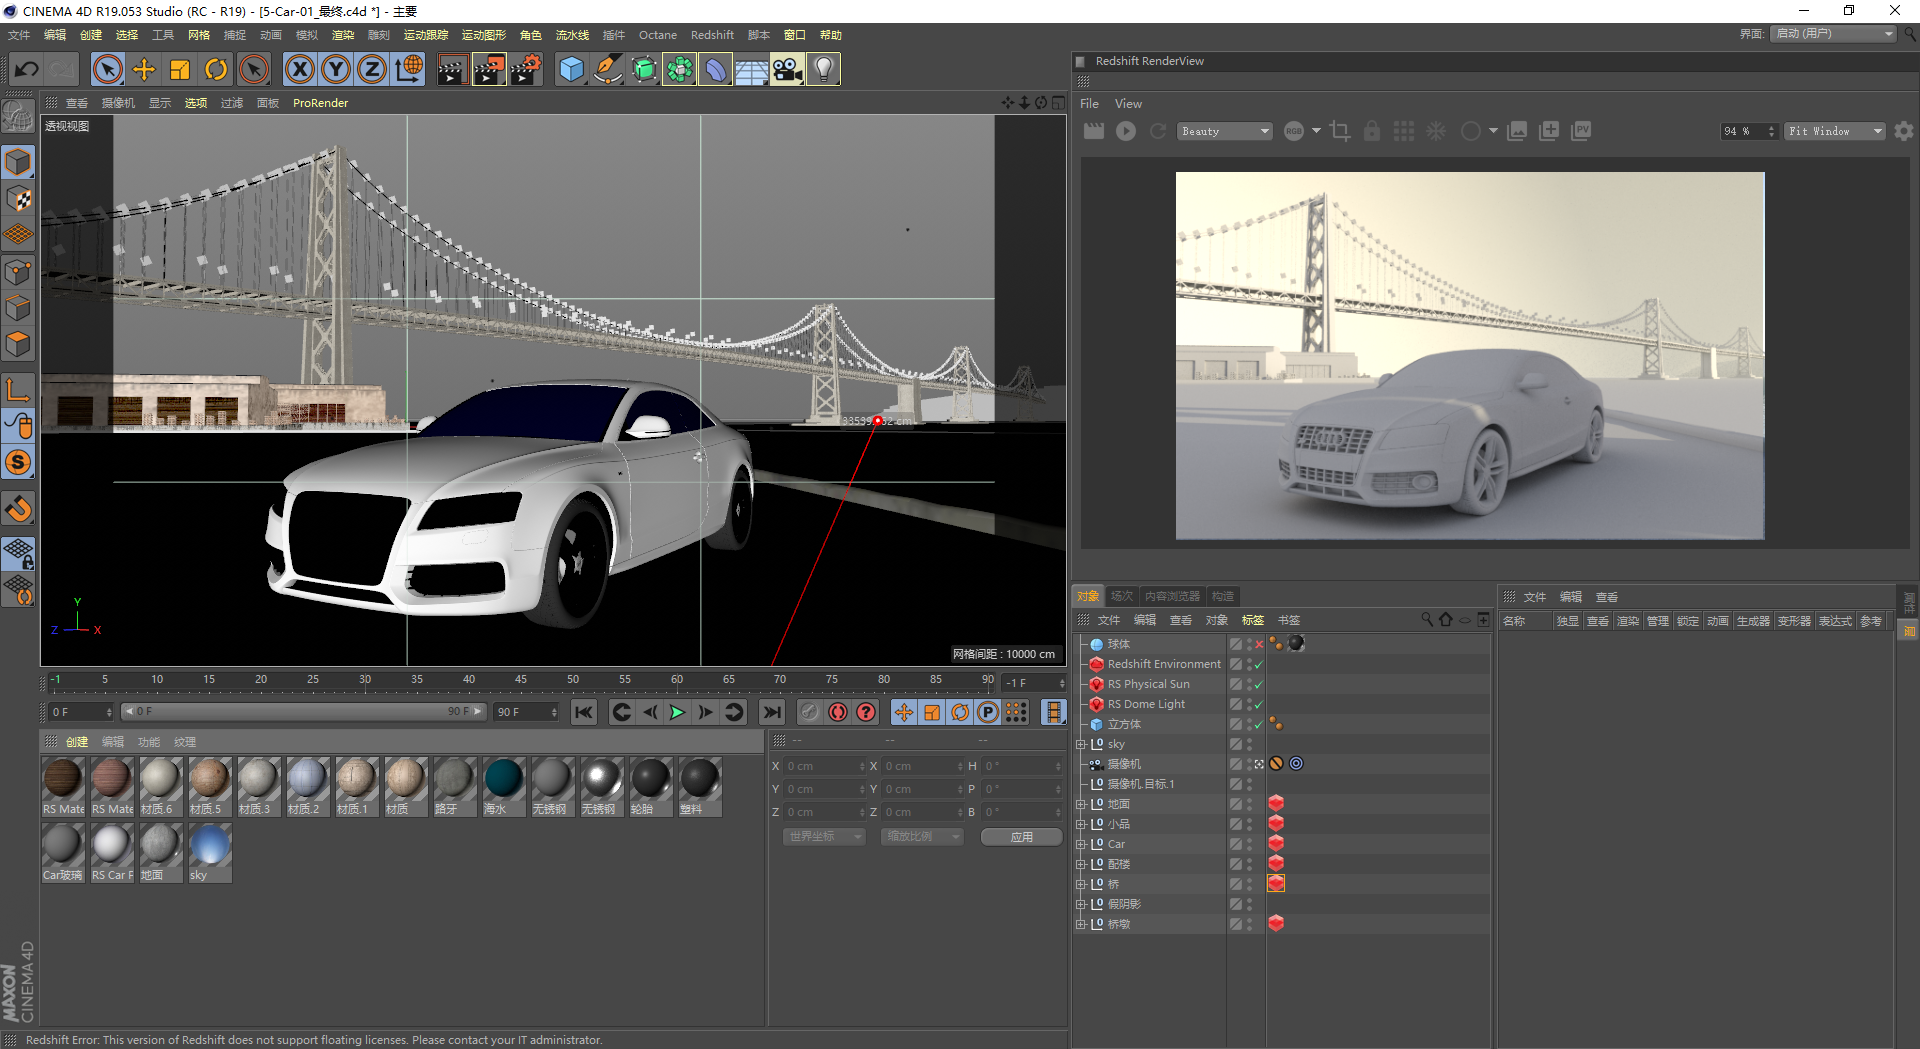 CINEMA 4D R19.053 Studio (RC - R19) - [5-Car-01_最终.c4d *] - 主要
文件 编辑 创建 选择 工具 网格 捕捉 动画 模拟 渲染 雕刻 运动跟踪 运动图形 角色 流水线 插件 Octane Redshift 脚本 窗口 帮助
界面: 启动 (用户)
X Y Z
Redshift RenderView
File View
Beauty RGB PV 94 % Fit Window
查看 摄像机 显示 选项 过滤 面板 ProRender
透视视图
Y
Z X
网格间距 : 10000 cm
-1 5 10 15 20 25 30 35 40 45 50 55 60 65 70 75 80 85 90 -1 F
0 F 0 F 90 F 90 F
P
创建 编辑 功能 纹理
RS Mate RS Mate 材质.6 材质.5 材质.3 材质.2 材质.1 材质 路牙 海水 无锈钢 无锈钢 轮胎 塑料
Car玻璃 RS Car F 地面 sky
-- -- --
X 0 cm X 0 cm H 0 °
Y 0 cm Y 0 cm P 0 °
Z 0 cm Z 0 cm B 0 °
世界坐标 缩放比例 应用
对象 场次 内容浏览器 构造
文件 编辑 查看 对象 标签 书签
球体
Redshift Environment
RS Physical Sun
RS Dome Light
立方体
sky
摄像机
摄像机.目标.1
地面
小品
Car
配楼
桥
假阴影
桥墩
文件 编辑 查看
名称 独显 查看 渲染 管理 锁定 动画 生成器 变形器 表达式 参考
MAXON
CINEMA 4D
Redshift Error: This version of Redshift does not support floating licenses. Please contact your IT administrator.